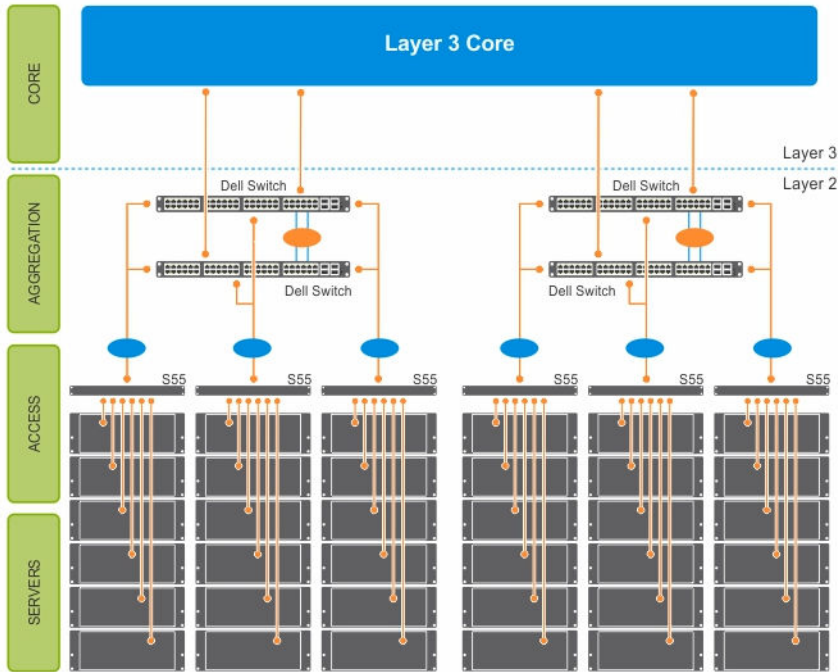 Layer 3 Core
CORE
Layer 3
Layer 2
Dell Switch
Dell Switch
AGGREGATION
Dell Switch
Dell Switch
S55
S55
S55
S55
S55
S55
ACCESS
SERVERS